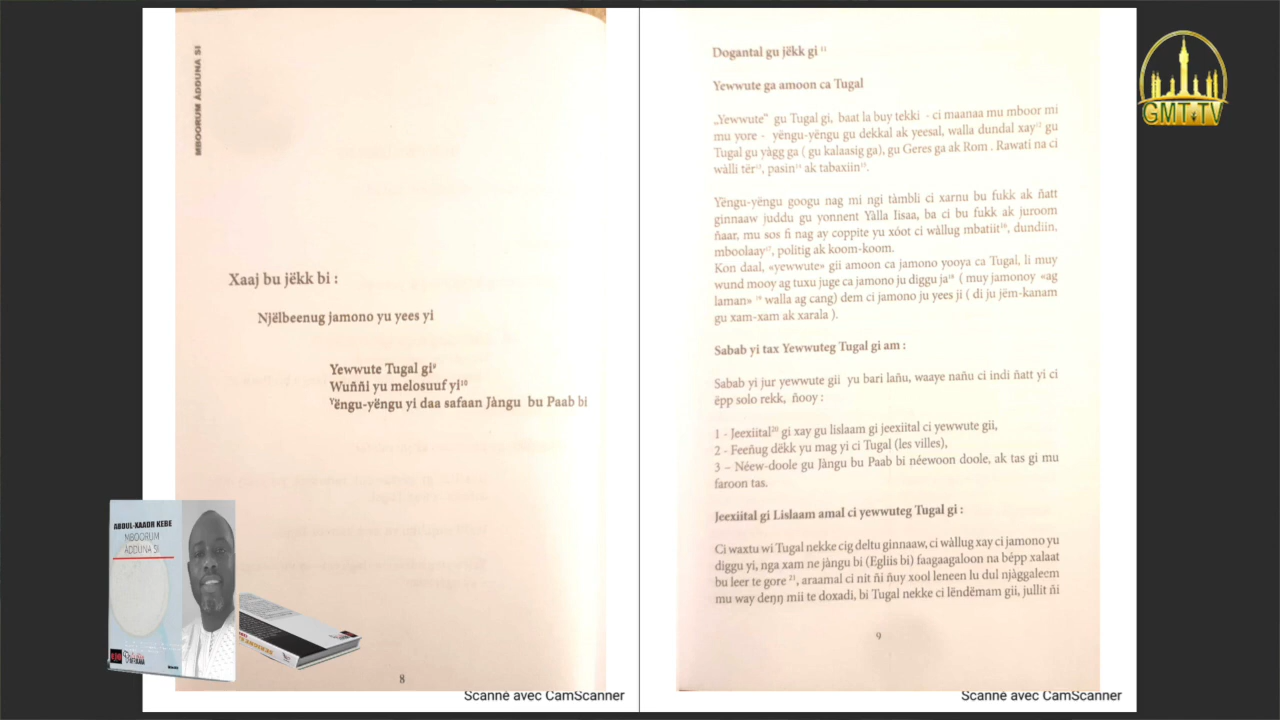 MBOORUM ÀDDUNA SI
Xaaj bu jëkk bi :
Njëlbeenug jamono yu yees yi
Yewwute Tugal gi⁹
Wuññi yu melosuuf yi¹⁰
Yëngu-yëngu yi daa safaan Jàngu bu Paab bi
8
Scanné avec CamScanner
Dogantal gu jëkk gi ¹¹
Yewwute ga amoon ca Tugal
„Yewwute" gu Tugal gi, baat la buy tekki - ci maanaa mu mboor mi
mu yore - yëngu-yëngu gu dekkal ak yeesal, walla dundal xay¹² gu
Tugal gu yàgg ga ( gu kalaasig ga), gu Geres ga ak Rom . Rawati na ci
wàlli tër¹³, pasin¹⁴ ak tabaxiin¹⁵.
Yëngu-yëngu googu nag mi ngi tàmbli ci xarnu bu fukk ak ñatt
ginnaaw juddu gu yonnent Yàlla Iisaa, ba ci bu fukk ak juroom
ñaar, mu sos fi nag ay coppite yu xóot ci wàllug mbatiit¹⁶, dundiin,
mboolaay¹⁷, politig ak koom-koom.
Kon daal, «yewwute» gii amoon ca jamono yooya ca Tugal, li muy
wund mooy ag tuxu juge ca jamono ju diggu ja¹⁸ ( muy jamonoy «ag
laman» ¹⁹ walla ag cang) dem ci jamono ju yees ji ( di ju jëm-kanam
gu xam-xam ak xarala ).
Sabab yi tax Yewwuteg Tugal gi am :
Sabab yi jur yewwute gii yu bari lañu, waaye nañu ci indi ñatt yi ci
ëpp solo rekk, ñooy :
1 - Jeexiital²⁰ gi xay gu lislaam gi jeexiital ci yewwute gii,
2 - Feeñug dëkk yu mag yi ci Tugal (les villes),
3 – Néew-doole gu Jàngu bu Paab bi néewoon doole, ak tas gi mu
faroon tas.
Jeexiital gi Lislaam amal ci yewwuteg Tugal gi :
Ci waxtu wi Tugal nekke cig deltu ginnaaw, ci wàllug xay ci jamono yu
diggu yi, nga xam ne jàngu bi (Egliis bi) faagaagaloon na bépp xalaat
bu leer te gore ²¹, araamal ci nit ñi ñuy xool leneen lu dul njàggaleem
mu way deŋŋ mii te doxadi, bi Tugal nekke ci lëndëmam gii, jullit ñi
9
Scanné avec CamScanner
GMT TV
ABDUL-XAADR KEBE
MBOORUM
ÀDDUNA SI